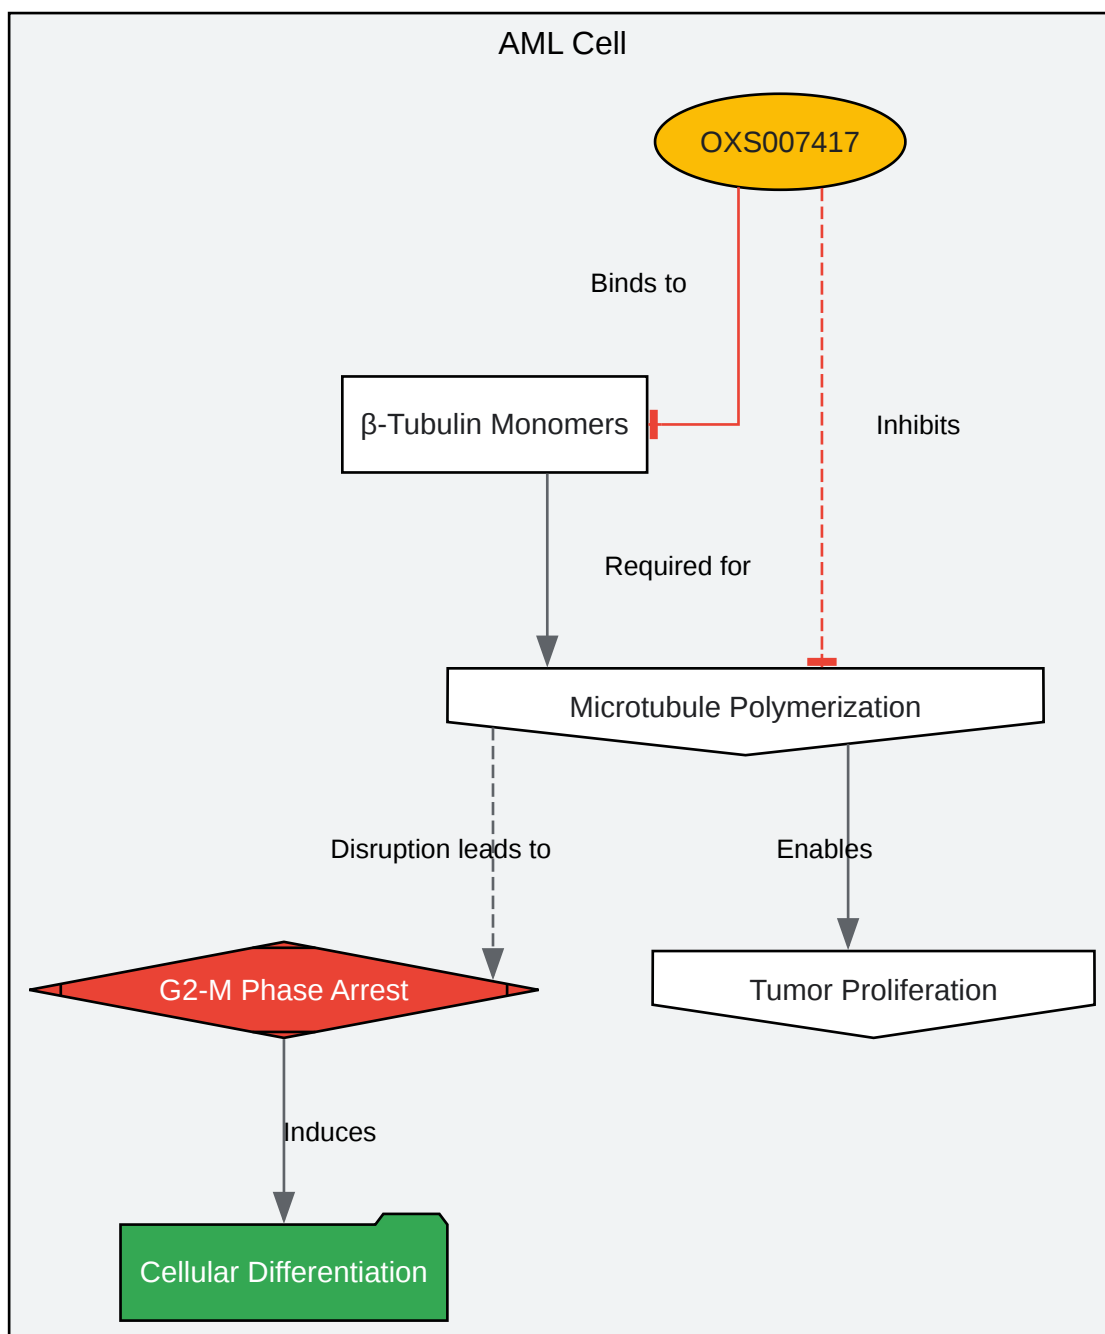 AML Cell
OXS007417
Binds to
β-Tubulin Monomers
Inhibits
Required for
Microtubule Polymerization
Disruption leads to
Enables
G2-M Phase Arrest
Tumor Proliferation
Induces
Cellular Differentiation